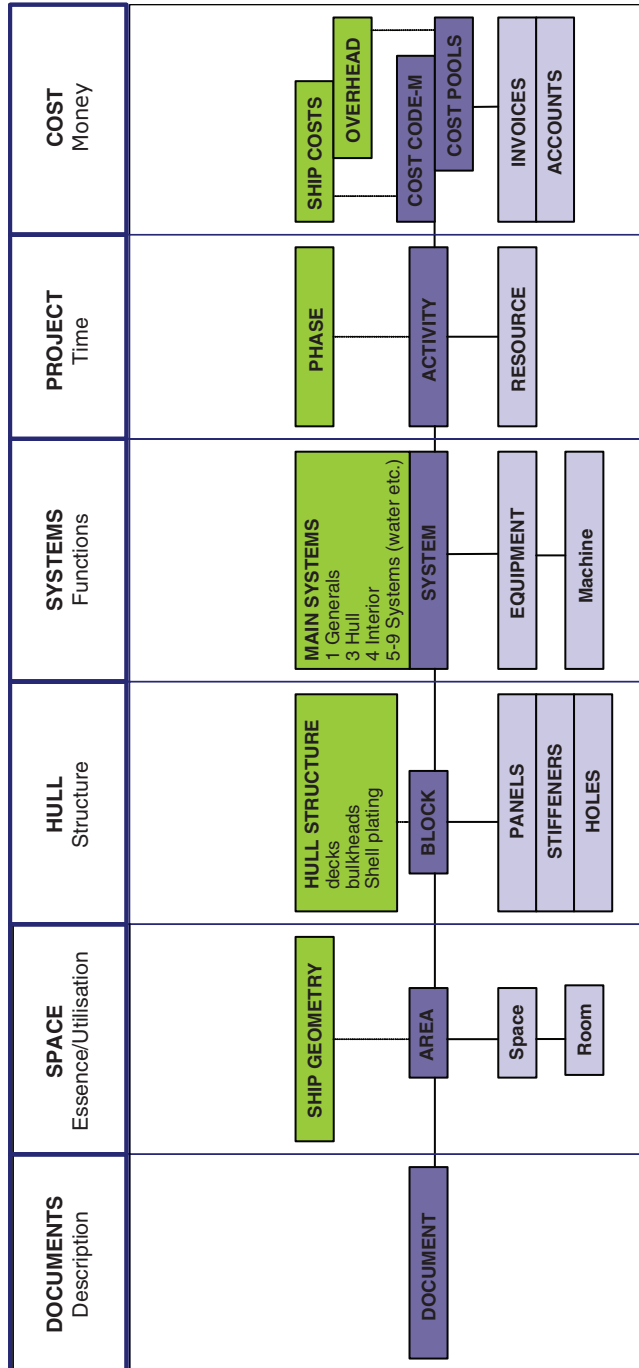 DOCUMENTS
Description
SPACE
Essence/Utilisation
HULL
Structure
SYSTEMS
Functions
PROJECT
Time
COST
Money
DOCUMENT
SHIP GEOMETRY
AREA
Space
Room
HULL STRUCTURE
decks
bulkheads
Shell plating
BLOCK
PANELS
STIFFENERS
HOLES
MAIN SYSTEMS
1 Generals
3 Hull
4 Interior
5-9 Systems (water etc.)
SYSTEM
EQUIPMENT
Machine
PHASE
ACTIVITY
RESOURCE
SHIP COSTS
OVERHEAD
COST CODE-M
COST POOLS
INVOICES
ACCOUNTS